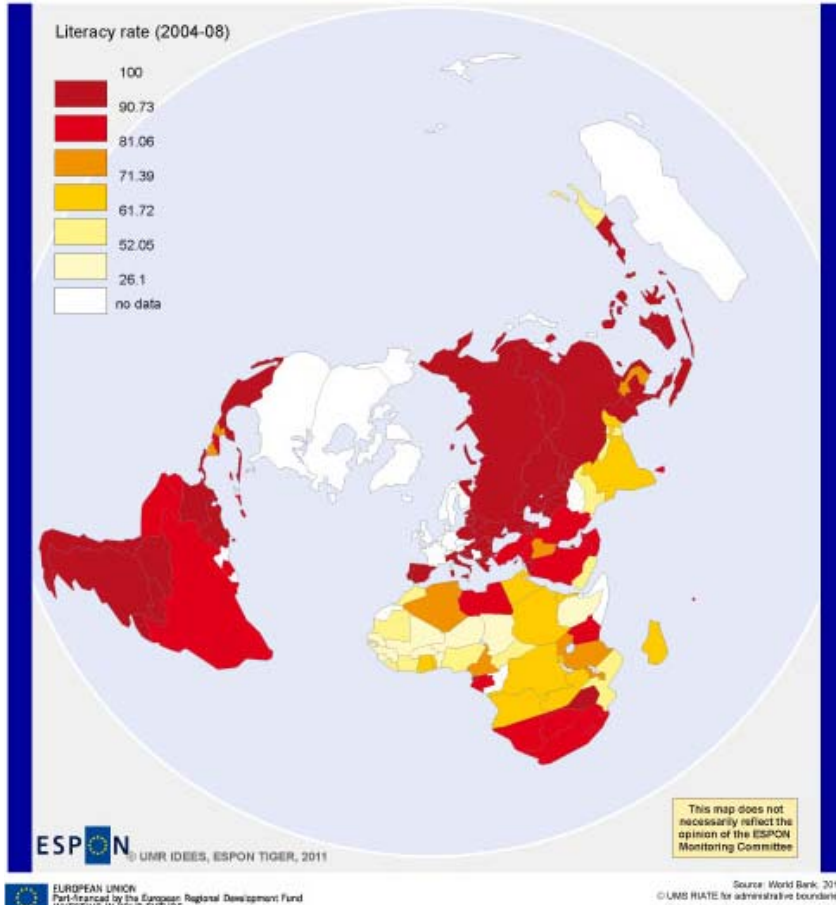 Literacy rate (2004-08)
100
90.73
81.06
71.39
61.72
52.05
26.1
no data
This map does not
necessarily reflect the
opinion of the ESPON
Monitoring Committee
ESPON
© UMR IDEES, ESPON TIGER, 2011
EUROPEAN UNION
Part-financed by the European Regional Development Fund
Source: World Bank, 201
© UMS RIATE for administrative boundarie